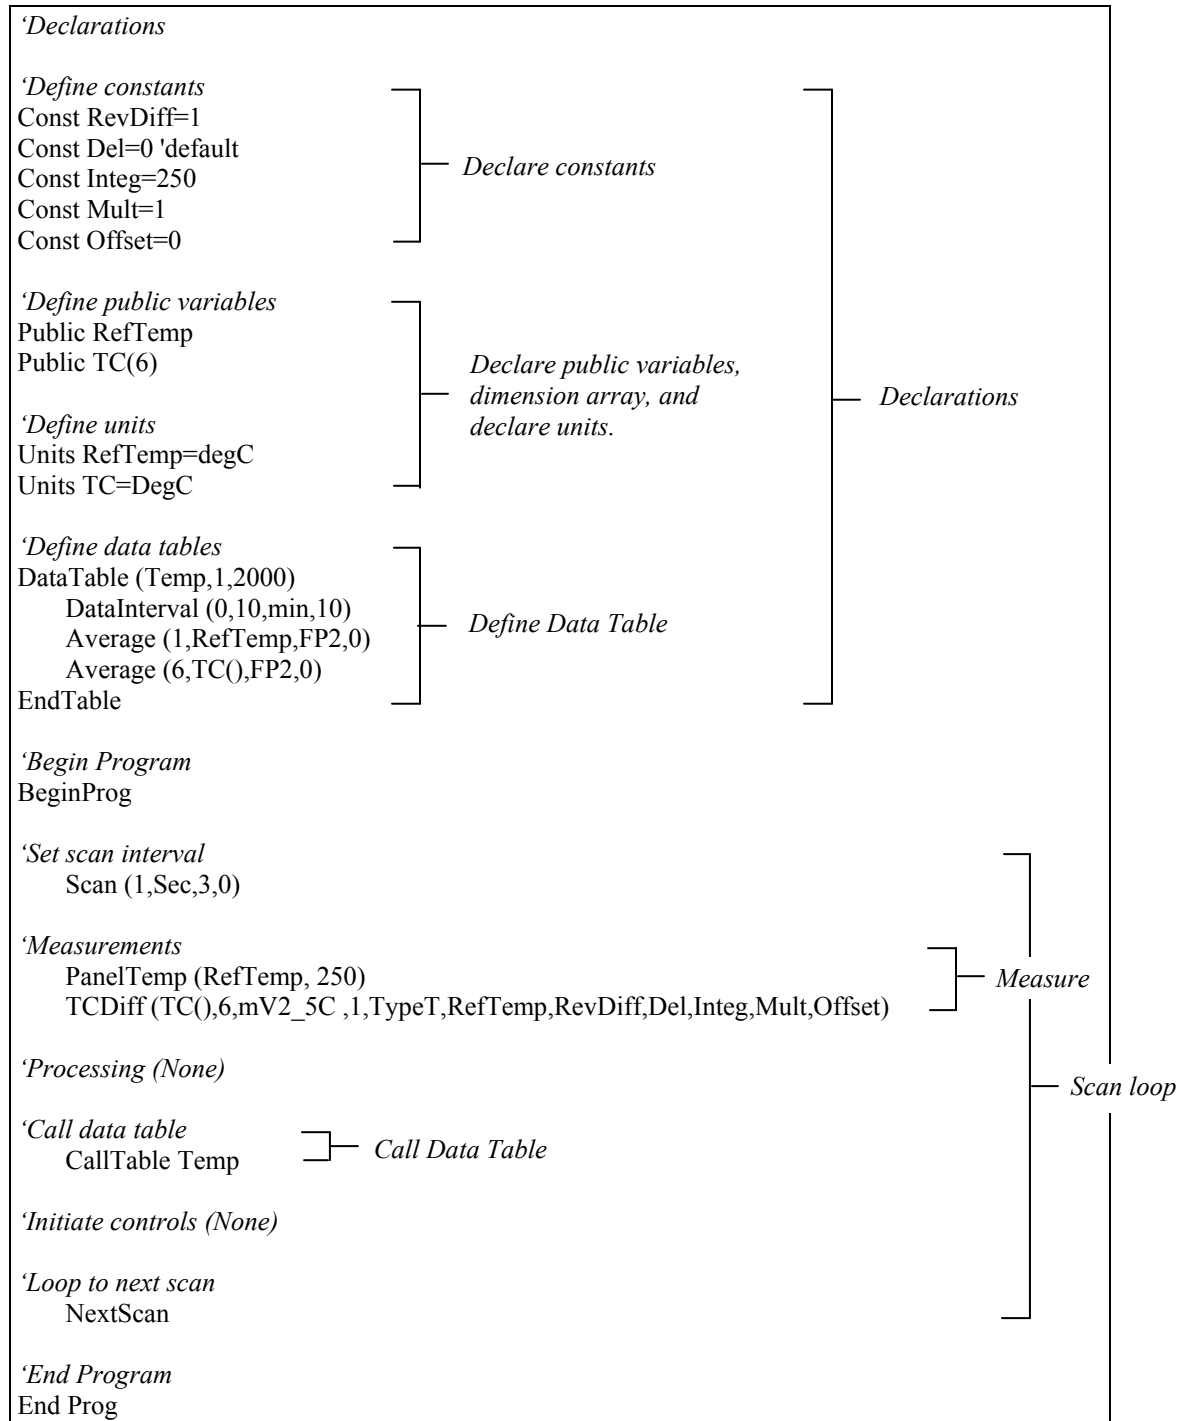 ‘Declarations
‘Define constants
Const RevDiff=1
Const Del=0 'default
Const Integ=250
Const Mult=1
Const Offset=0
Declare constants
‘Define public variables
Public RefTemp
Public TC(6)
‘Define units
Units RefTemp=degC
Units TC=DegC
Declare public variables,
dimension array, and
declare units.
Declarations
‘Define data tables
DataTable (Temp,1,2000)
DataInterval (0,10,min,10)
Average (1,RefTemp,FP2,0)
Average (6,TC(),FP2,0)
EndTable
Define Data Table
‘Begin Program
BeginProg
‘Set scan interval
Scan (1,Sec,3,0)
‘Measurements
PanelTemp (RefTemp, 250)
TCDiff (TC(),6,mV2_5C ,1,TypeT,RefTemp,RevDiff,Del,Integ,Mult,Offset)
Measure
‘Processing (None)
Scan loop
‘Call data table
CallTable Temp
Call Data Table
‘Initiate controls (None)
‘Loop to next scan
NextScan
‘End Program
End Prog